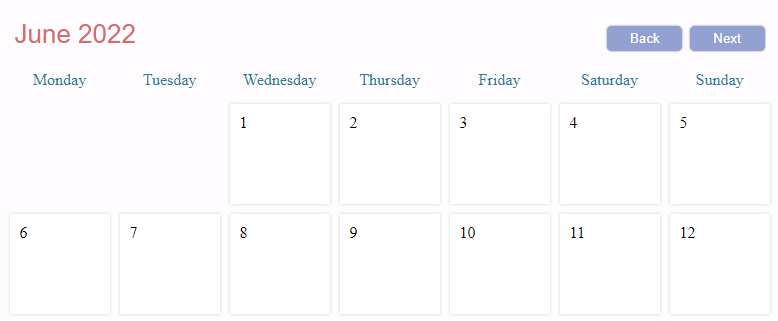 June 2022
Back Next
Monday Tuesday Wednesday Thursday Friday Saturday Sunday
1 2 3 4 5
6 7 8 9 10 11 12